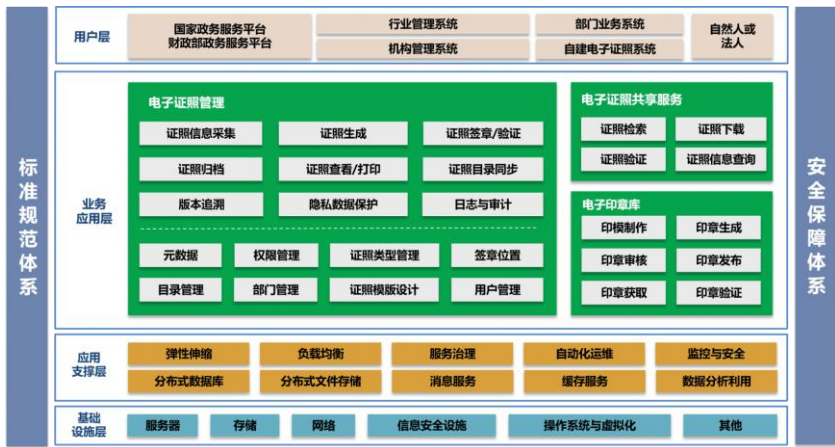 标准规范体系
用户层
国家政务服务平台
财政部政务服务平台
行业管理系统
机构管理系统
部门业务系统
自建电子证照系统
自然人或
法人
业务
应用层
电子证照管理
证照信息采集
证照生成
证照签章/验证
证照归档
证照查看/打印
证照目录同步
版本追溯
隐私数据保护
日志与审计
元数据
权限管理
证照类型管理
签章位置
目录管理
部门管理
证照模版设计
用户管理
电子证照共享服务
证照检索
证照下载
证照验证
证照信息查询
电子印章库
印模制作
印章生成
印章审核
印章发布
印章获取
印章验证
应用
支撑层
弹性伸缩
负载均衡
服务治理
自动化运维
监控与安全
分布式数据库
分布式文件存储
消息服务
缓存服务
数据分析利用
基础
设施层
服务器
存储
网络
信息安全设施
操作系统与虚拟化
其他
安全保障体系